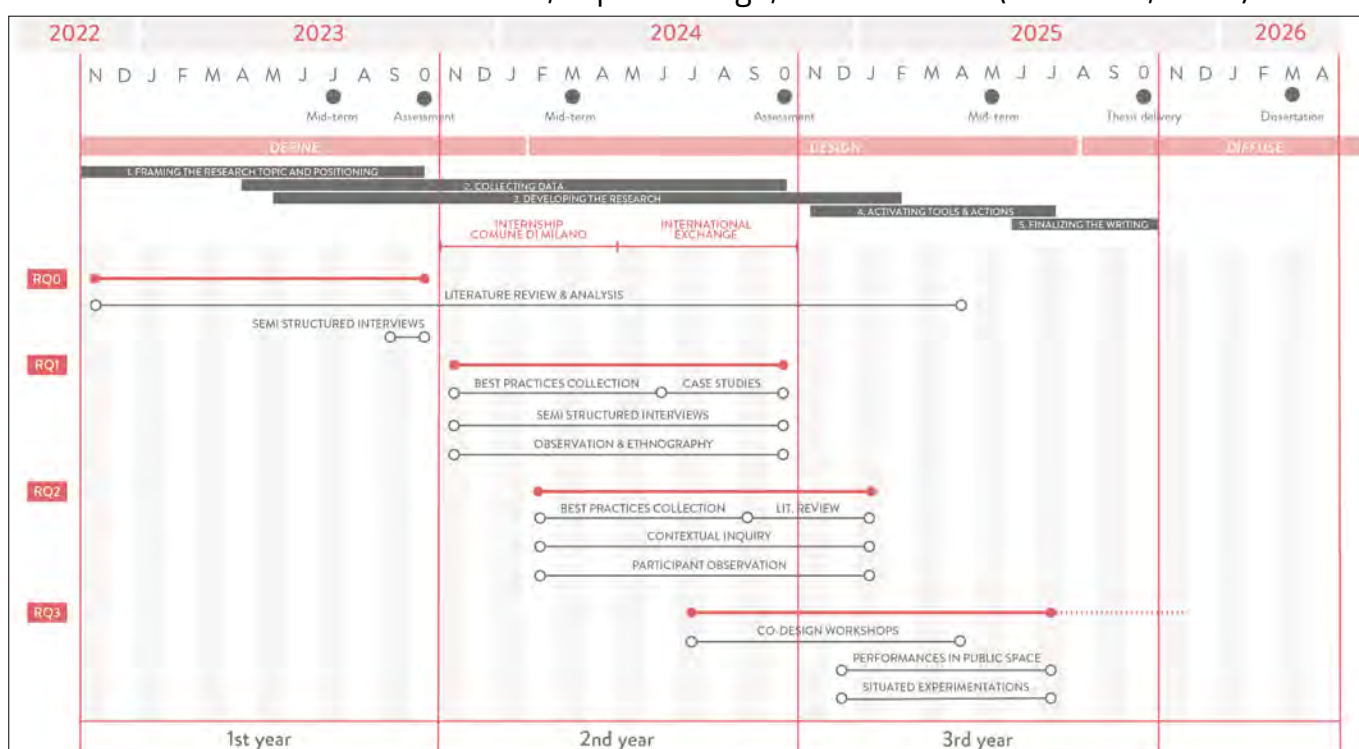 2022 2023 2024 2025 2026
N D J F M A M J J A S O N D J F M A M J J A S O N D J F M A M J J A S O N D J F M A
Mid-term Assessment Mid-term Assessment Mid-term Thesis delivery Dissertation
DEFINE DESIGN DIFFUSE
1. FRAMING THE RESEARCH TOPIC AND POSITIONING
2. COLLECTING DATA
3. DEVELOPING THE RESEARCH
4. ACTIVATING TOOLS & ACTIONS
5. FINALIZING THE WRITING
INTERNSHIP
COMUNE DI MILANO
INTERNATIONAL
EXCHANGE
RQ0
LITERATURE REVIEW & ANALYSIS
SEMI STRUCTURED INTERVIEWS
RQ1
BEST PRACTICES COLLECTION CASE STUDIES
SEMI STRUCTURED INTERVIEWS
OBSERVATION & ETHNOGRAPHY
RQ2
BEST PRACTICES COLLECTION LIT. REVIEW
CONTEXTUAL INQUIRY
PARTICIPANT OBSERVATION
RQ3
CO-DESIGN WORKSHOPS
PERFORMANCES IN PUBLIC SPACE
SITUATED EXPERIMENTATIONS
1st year 2nd year 3rd year